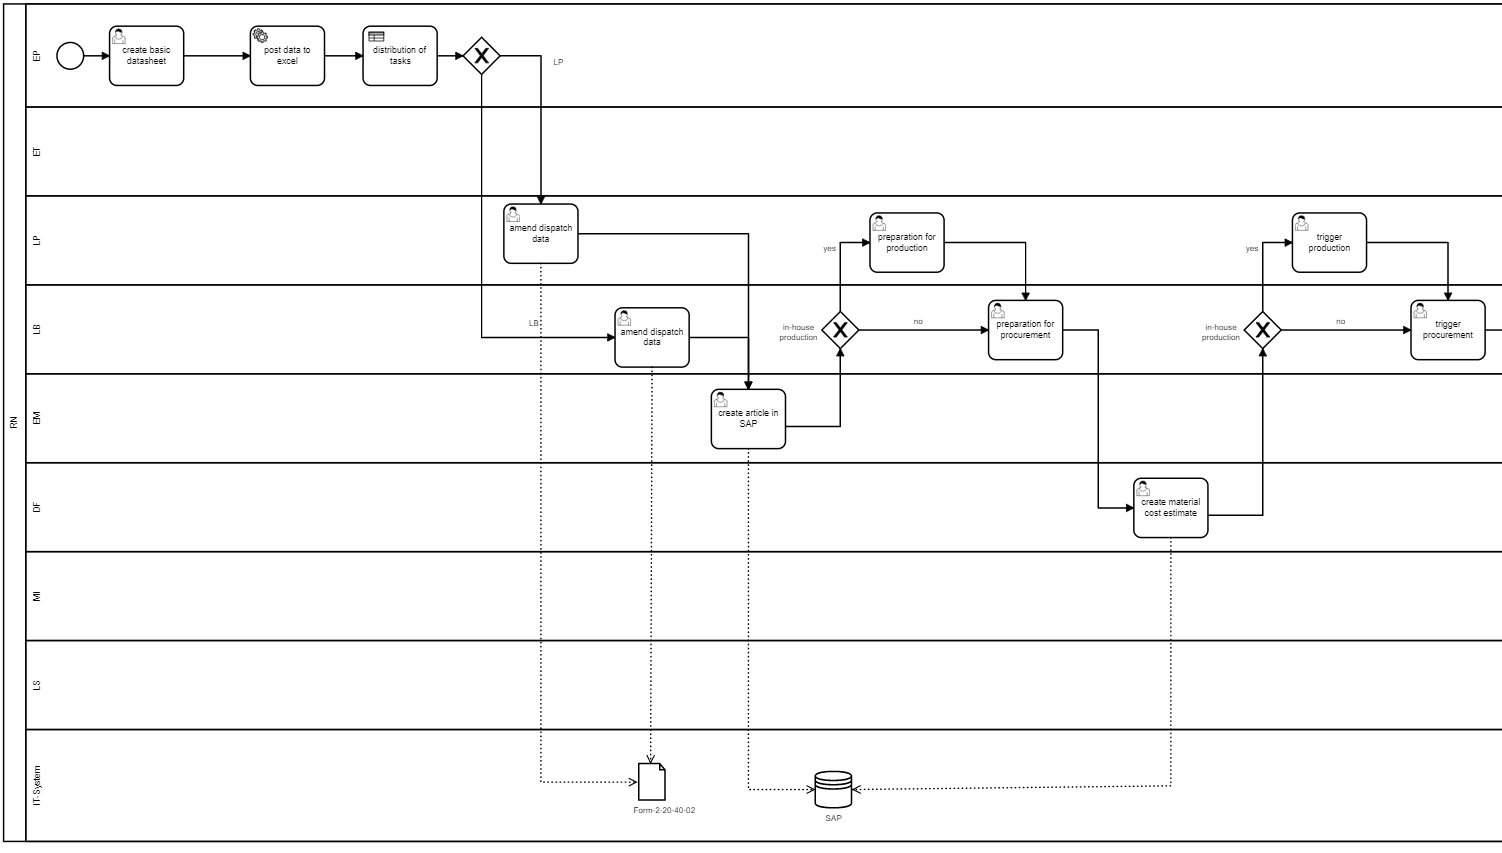 RN
EP
create basic
datasheet
post data to
excel
distribution of
tasks
X
LP
ET
LP
amend dispatch
data
yes
preparation for
production
yes
trigger
production
LB
LB
amend dispatch
data
in-house
production
X
no
preparation for
procurement
in-house
production
X
no
trigger
procurement
EM
create article in
SAP
DF
create material
cost estimate
MI
LS
IT-System
Form-2-20-40-02
SAP